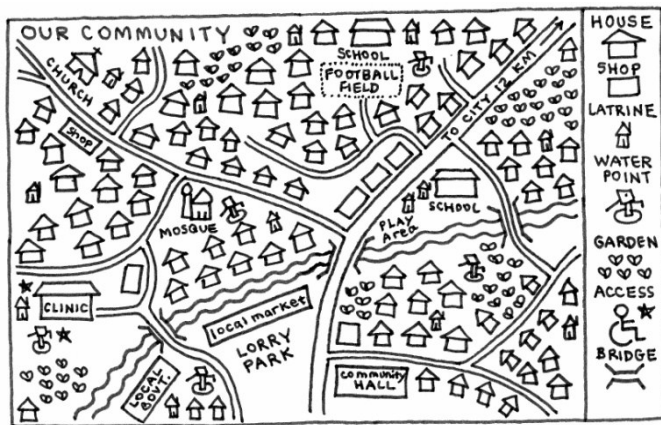 OUR COMMUNITY
CHURCH
SHOP
SCHOOL
FOOTBALL
FIELD
TO CITY 12 KM
MOSQUE
PLAY
Area
SCHOOL
CLINIC
local market
LORRY
PARK
LOCAL
GOVT.
Community
HALL
HOUSE
SHOP
LATRINE
WATER
POINT
GARDEN
ACCESS
BRIDGE